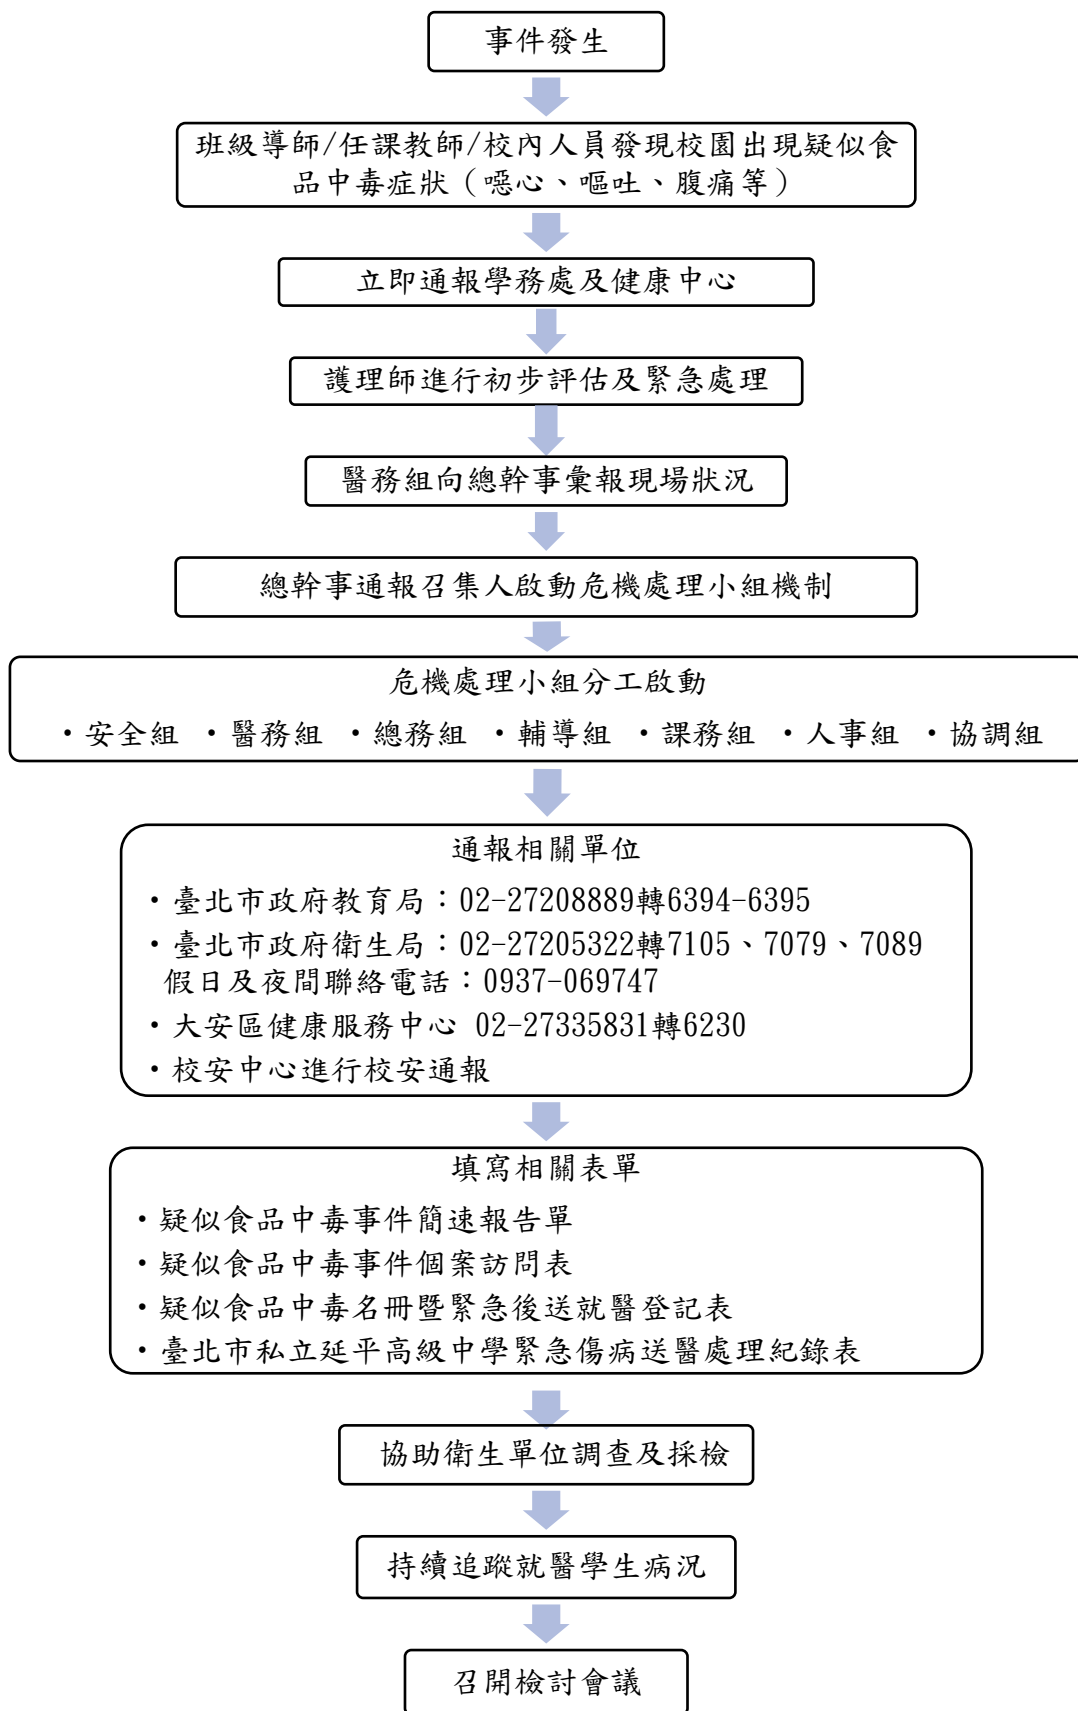 事件發生
班級導師/任課教師/校內人員發現校園出現疑似食
品中毒症狀（噁心、嘔吐、腹痛等）
立即通報學務處及健康中心
護理師進行初步評估及緊急處理
醫務組向總幹事彙報現場狀況
總幹事通報召集人啟動危機處理小組機制
危機處理小組分工啟動
・安全組 ・醫務組 ・總務組 ・輔導組 ・課務組 ・人事組 ・協調組
通報相關單位
・臺北市政府教育局：02-27208889轉6394-6395
・臺北市政府衛生局：02-27205322轉7105、7079、7089
假日及夜間聯絡電話：0937-069747
・大安區健康服務中心 02-27335831轉6230
・校安中心進行校安通報
填寫相關表單
・疑似食品中毒事件簡速報告單
・疑似食品中毒事件個案訪問表
・疑似食品中毒名冊暨緊急後送就醫登記表
・臺北市私立延平高級中學緊急傷病送醫處理紀錄表
協助衛生單位調查及採檢
持續追蹤就醫學生病況
召開檢討會議